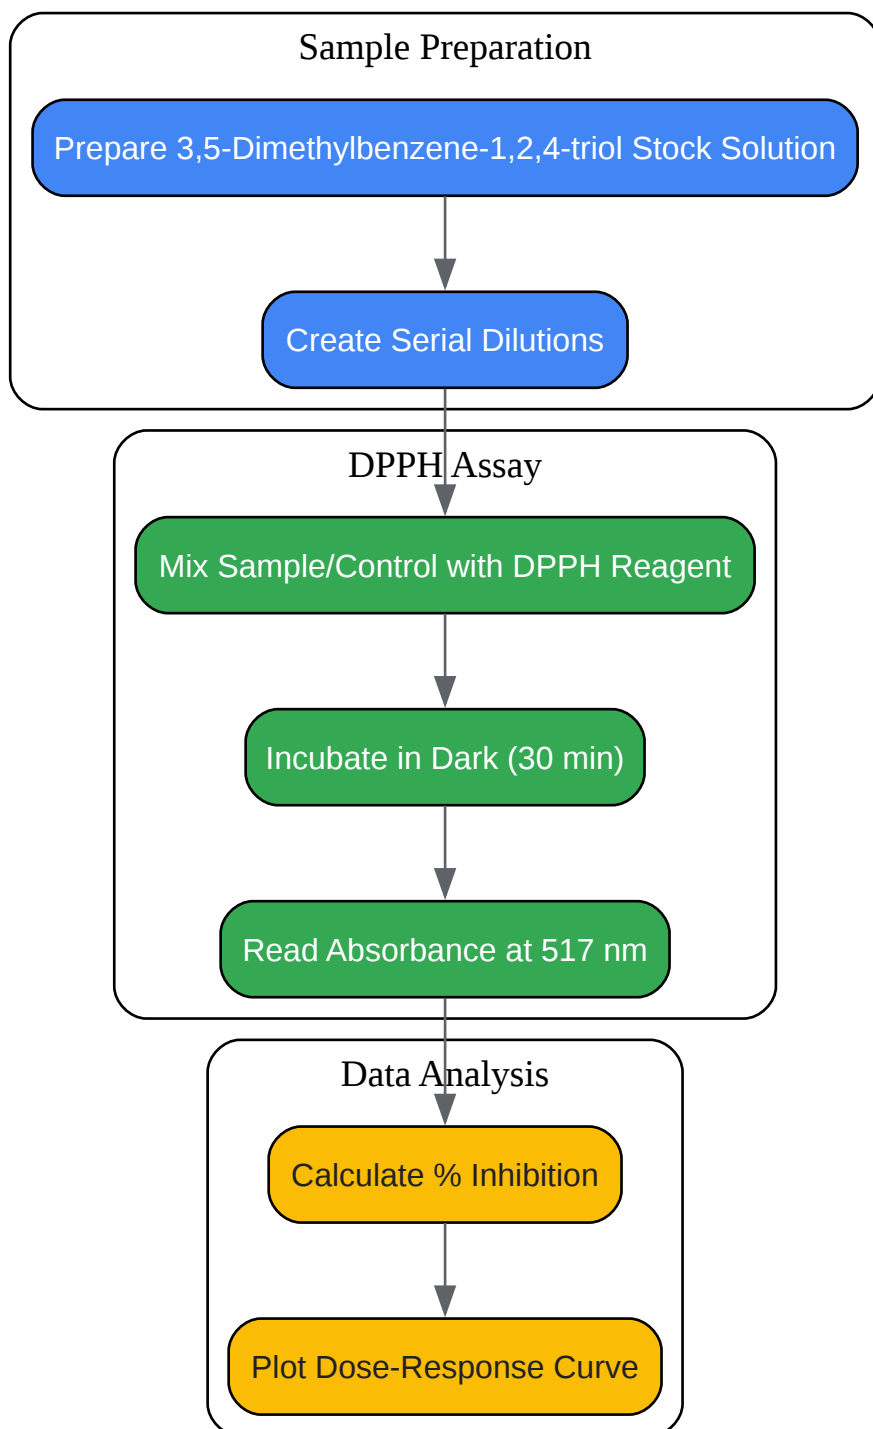 Sample Preparation
Prepare 3,5-Dimethylbenzene-1,2,4-triol Stock Solution
Create Serial Dilutions
DPPH Assay
Mix Sample/Control with DPPH Reagent
Incubate in Dark (30 min)
Read Absorbance at 517 nm
Data Analysis
Calculate % Inhibition
Plot Dose-Response Curve